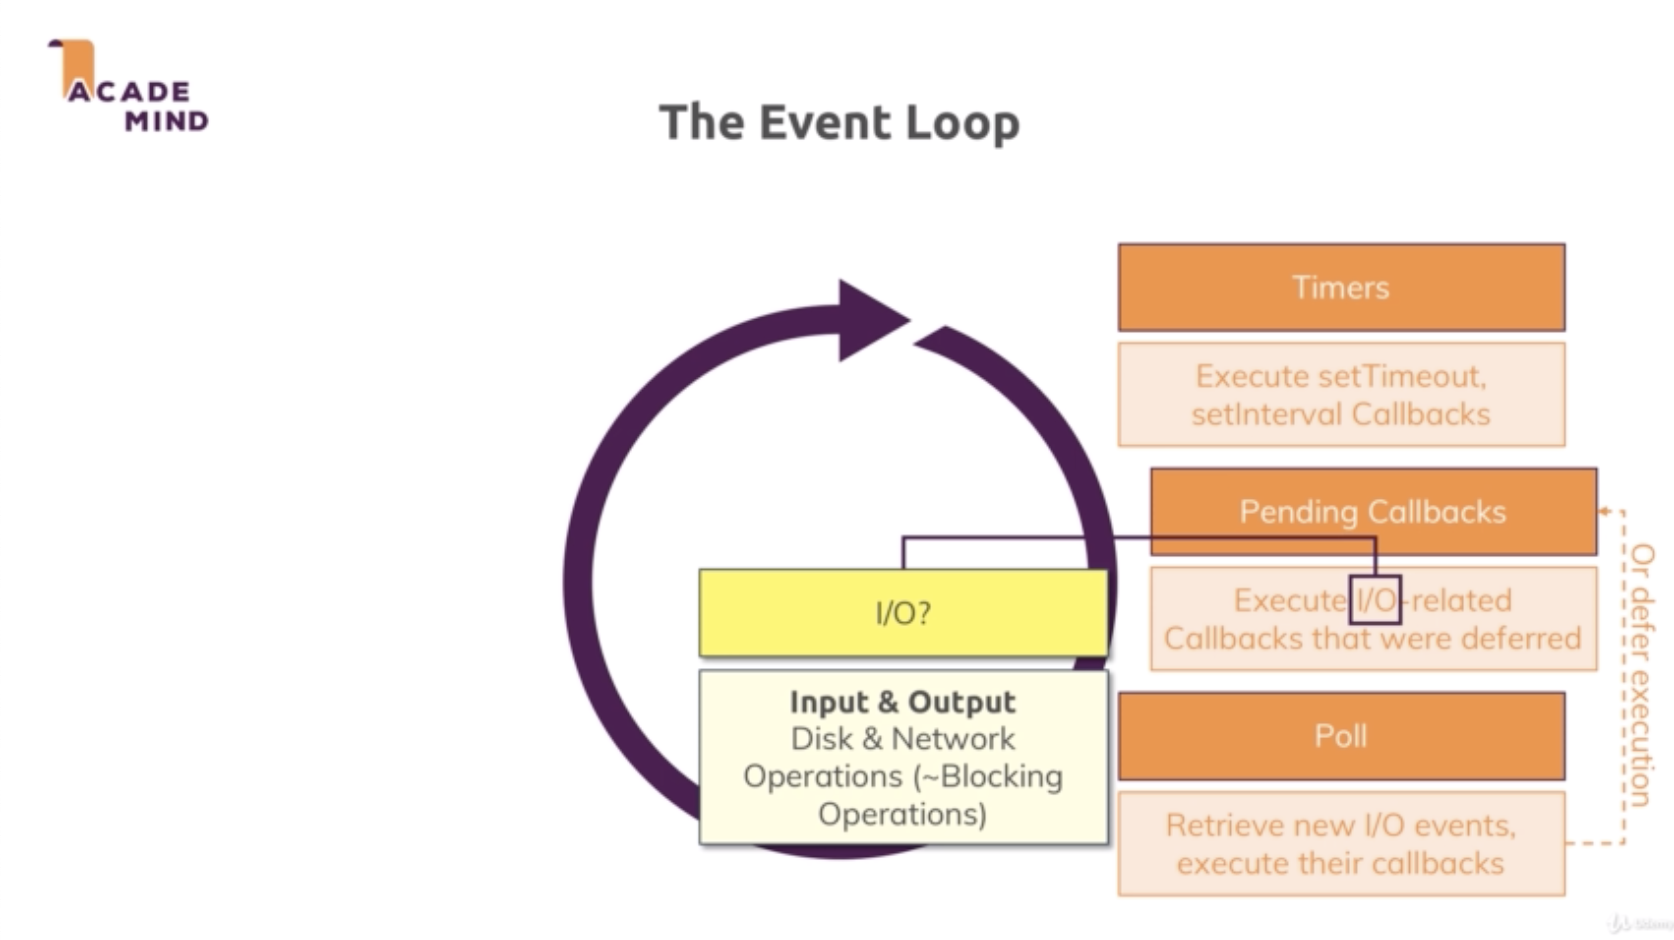 ACADE
MIND
The Event Loop
Timers
Execute setTimeout,
setInterval Callbacks
Pending Callbacks
Execute I/O-related
Callbacks that were deferred
Or defer execution
I/O?
Input & Output
Disk & Network
Operations (~Blocking
Operations)
Poll
Retrieve new I/O events,
execute their callbacks
Udemy